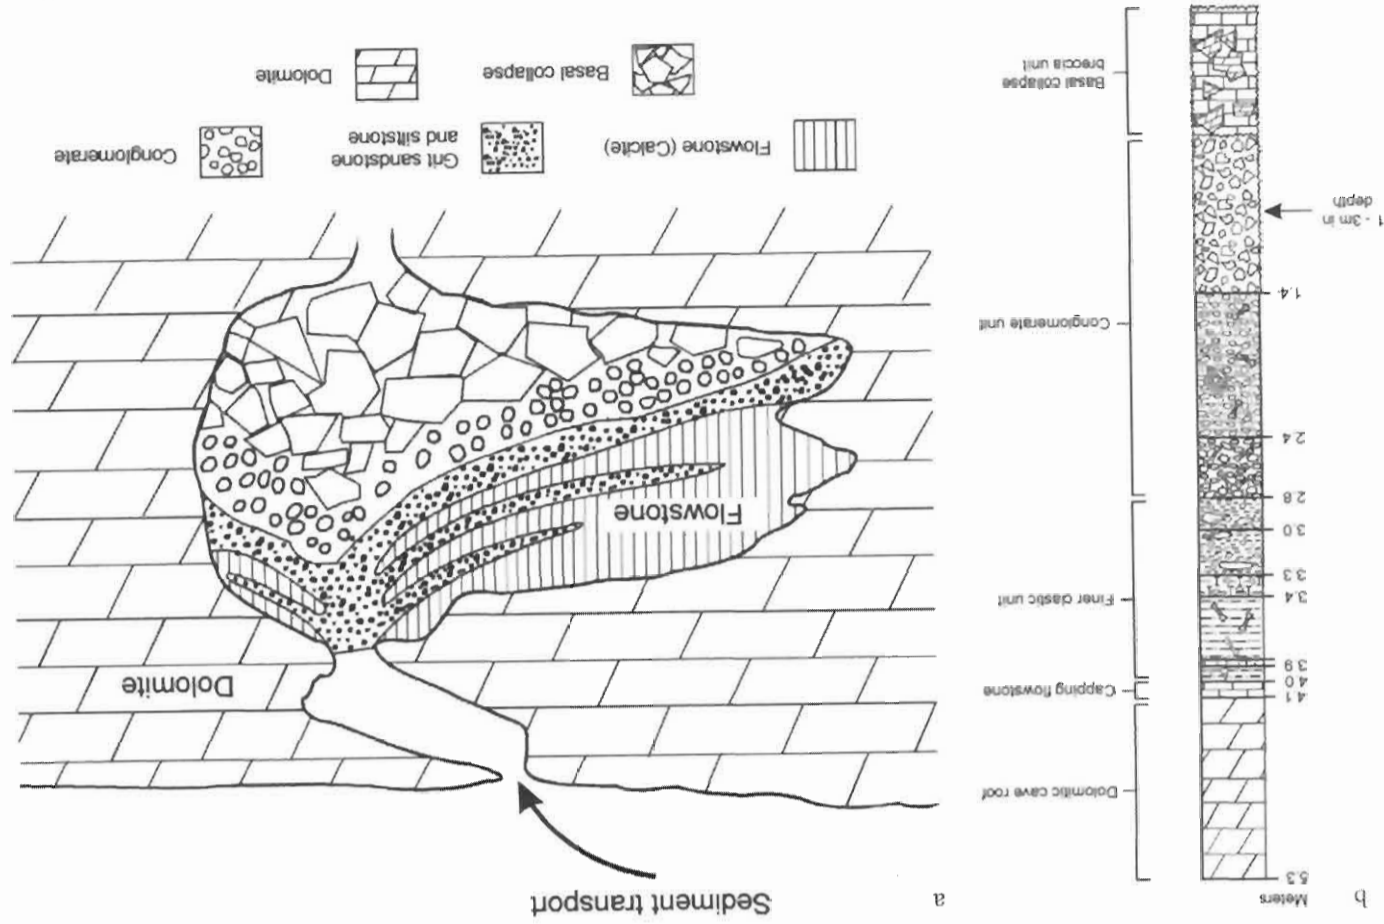 a
Sediment transport
Dolomite
Flowstone
Flowstone (Calcite)
Grit sandstone
and siltstone
Conglomerate
Basal collapse
Dolomite
b
Meters
5.3
4.1
4.0
3.9
3.4
3.3
3.0
2.8
2.4
1.4
1 - 3m in
depth
Dolomitic cave roof
Capping flowstone
Finer clastic unit
Conglomerate unit
Basal collapse
breccia unit